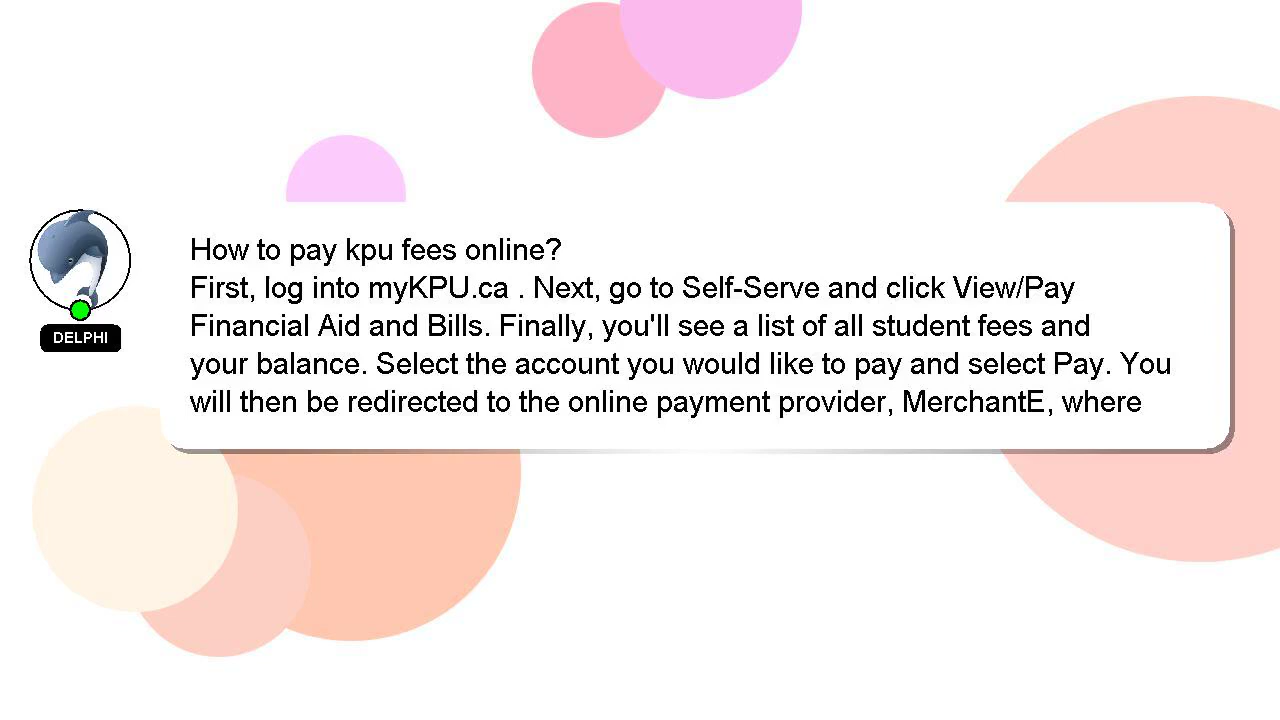 How to pay kpu fees online?
First, log into myKPU.ca . Next, go to Self-Serve and click View/Pay
Financial Aid and Bills. Finally, you'll see a list of all student fees and
your balance. Select the account you would like to pay and select Pay. You
will then be redirected to the online payment provider, MerchantE, where
DELPHI